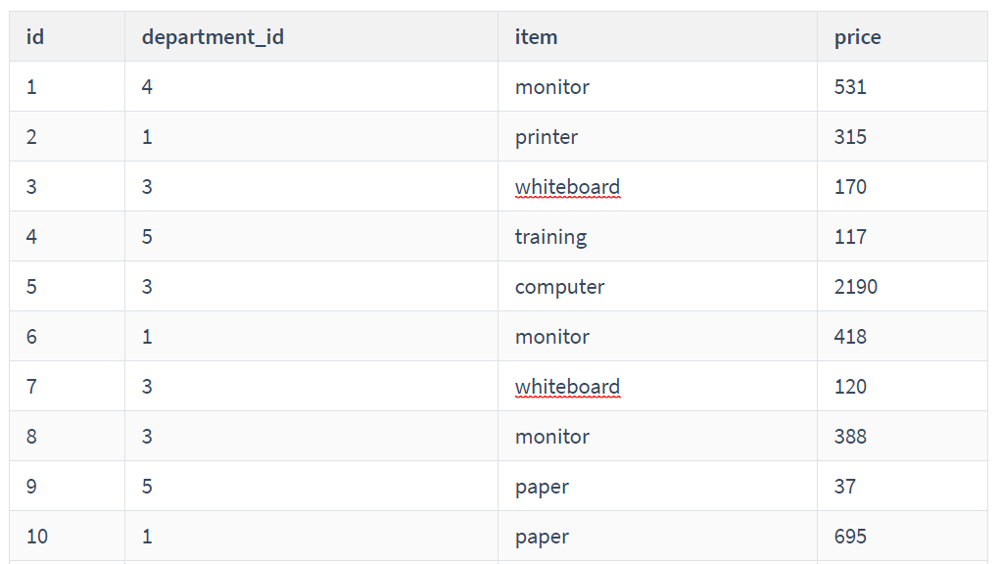 id department_id item price
1 4 monitor 531
2 1 printer 315
3 3 whiteboard 170
4 5 training 117
5 3 computer 2190
6 1 monitor 418
7 3 whiteboard 120
8 3 monitor 388
9 5 paper 37
10 1 paper 695